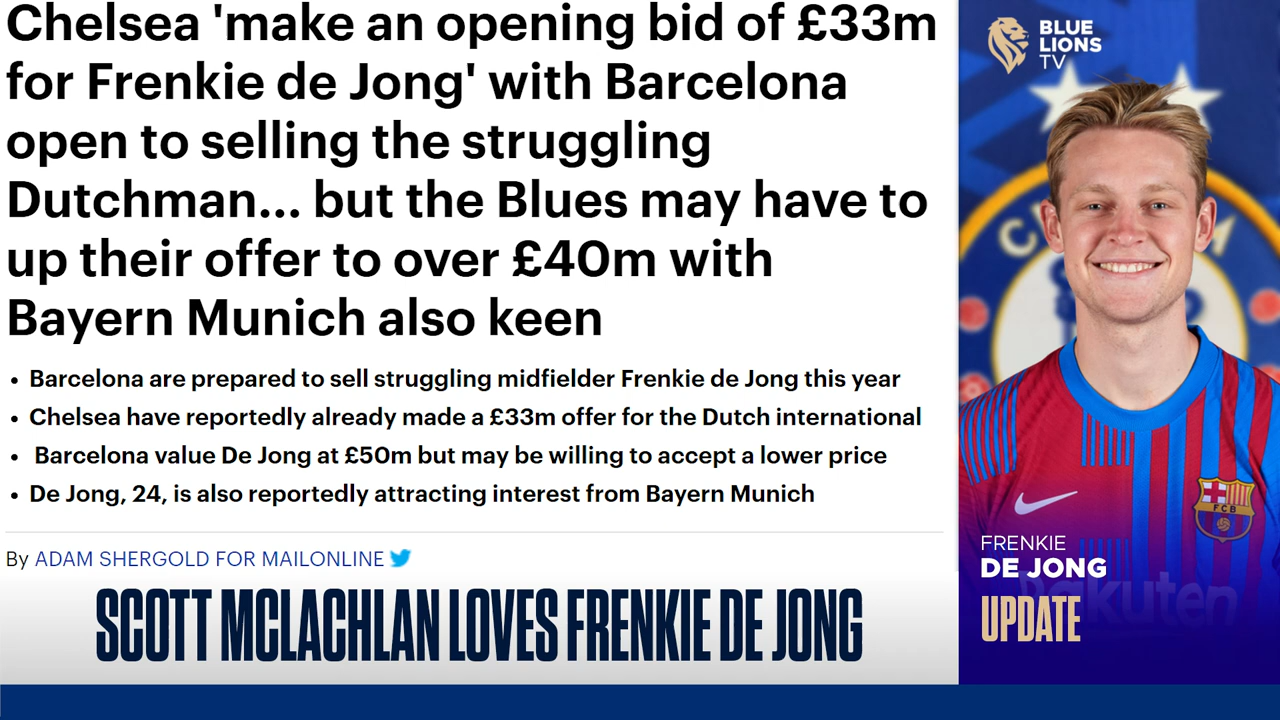 Chelsea 'make an opening bid of £33m
for Frenkie de Jong' with Barcelona
open to selling the struggling
Dutchman... but the Blues may have to
up their offer to over £40m with
Bayern Munich also keen
• Barcelona are prepared to sell struggling midfielder Frenkie de Jong this year
• Chelsea have reportedly already made a £33m offer for the Dutch international
• Barcelona value De Jong at £50m but may be willing to accept a lower price
• De Jong, 24, is also reportedly attracting interest from Bayern Munich
By ADAM SHERGOLD FOR MAILONLINE
SCOTT MCLACHLAN LOVES FRENKIE DE JONG
BLUE
LIONS
TV
FCB
FRENKIE
DE JONG
Rakuten
UPDATE